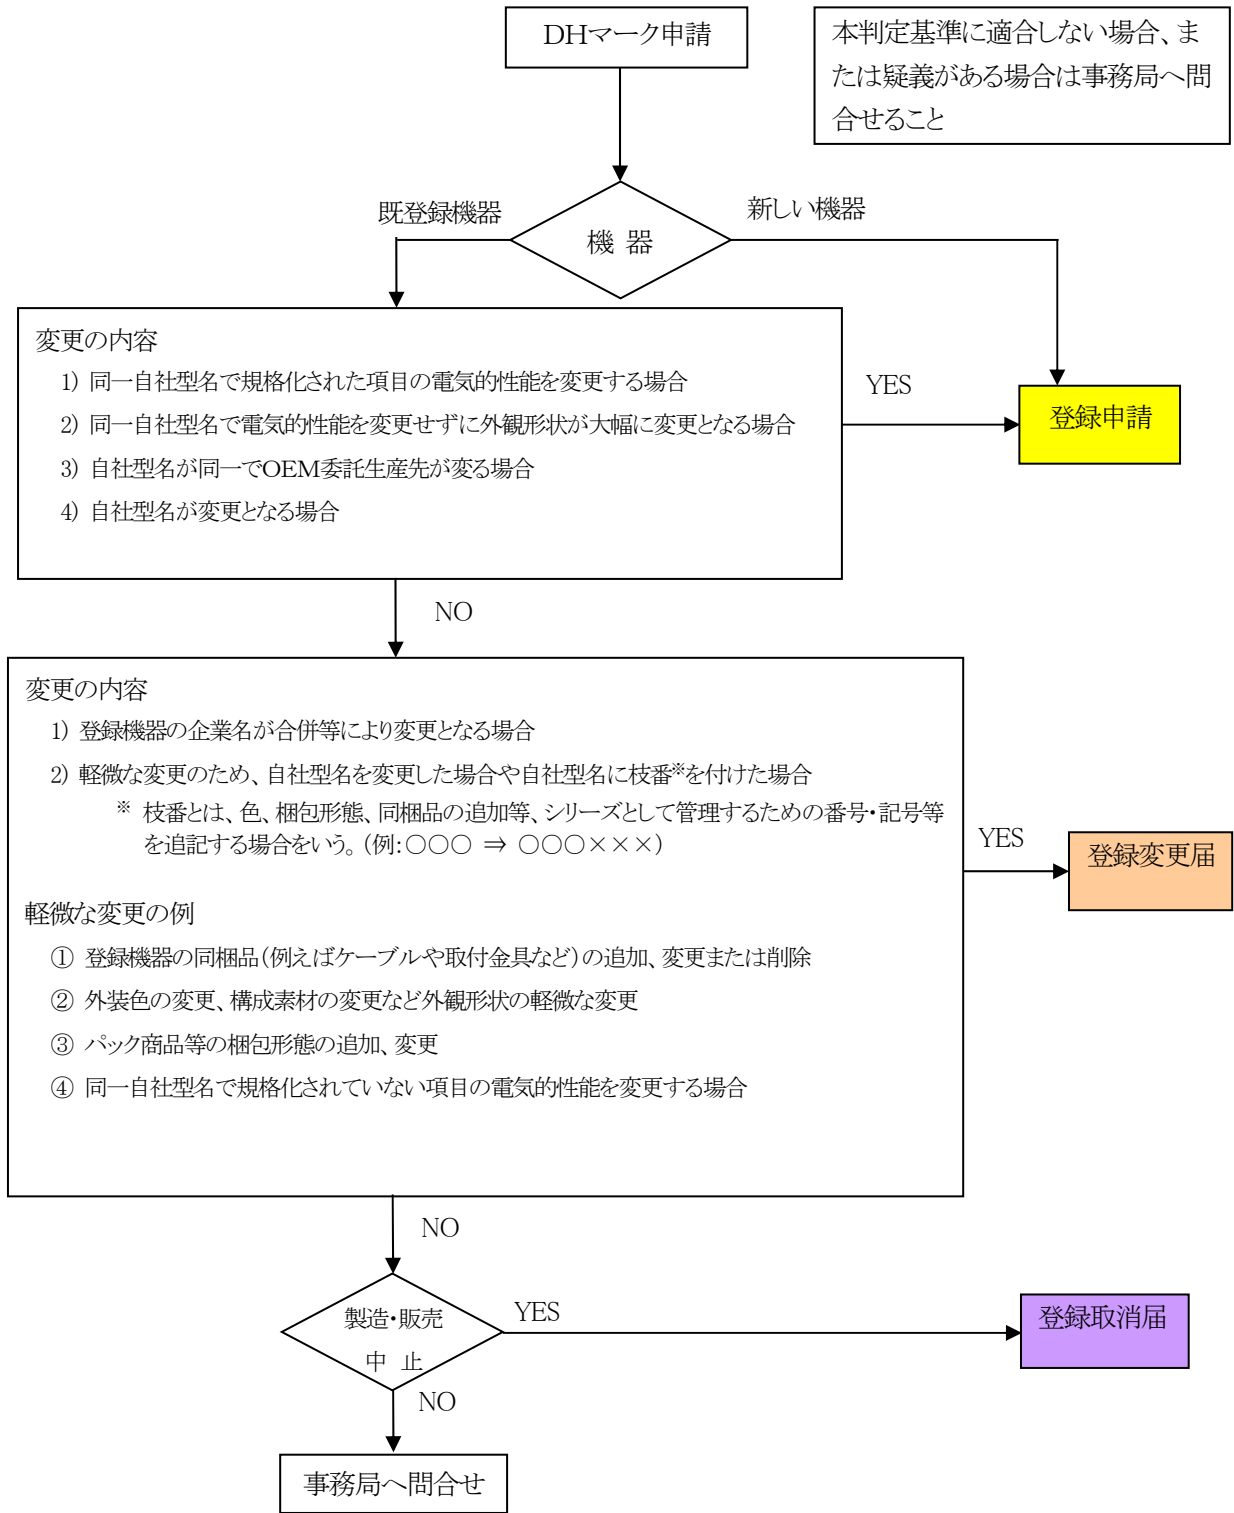 DHマーク申請
本判定基準に適合しない場合、ま
たは疑義がある場合は事務局へ問
合せること
既登録機器
新しい機器
機 器
変更の内容
1) 同一自社型名で規格化された項目の電気的性能を変更する場合
2) 同一自社型名で電気的性能を変更せずに外観形状が大幅に変更となる場合
3) 自社型名が同一でOEM委託生産先が変る場合
4) 自社型名が変更となる場合
YES
登録申請
NO
変更の内容
1) 登録機器の企業名が合併等により変更となる場合
2) 軽微な変更のため、自社型名を変更した場合や自社型名に枝番※を付けた場合
※ 枝番とは、色、梱包形態、同梱品の追加等、シリーズとして管理するための番号・記号等
を追記する場合をいう。(例:○○○ ⇒ ○○○×××)
軽微な変更の例
① 登録機器の同梱品(例えばケーブルや取付金具など)の追加、変更または削除
② 外装色の変更、構成素材の変更など外観形状の軽微な変更
③ パック商品等の梱包形態の追加、変更
④ 同一自社型名で規格化されていない項目の電気的性能を変更する場合
YES
登録変更届
NO
製造・販売
中 止
YES
登録取消届
NO
事務局へ問合せ